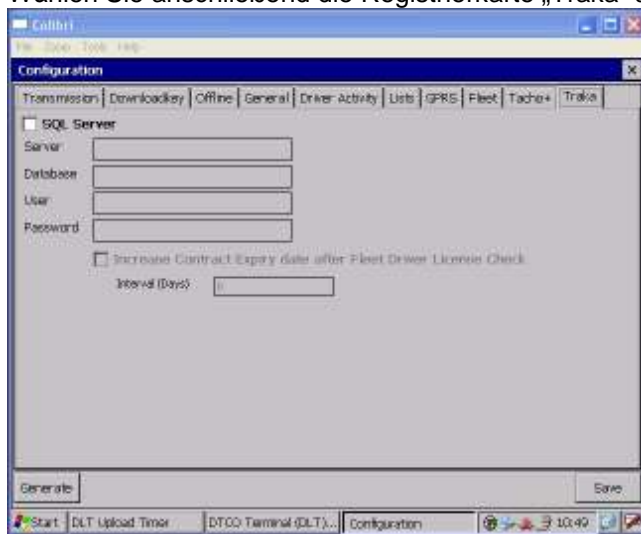 Wählen Sie anschließend die Registrierkarte „Traka"
Colibri
File Zoom Tools Help
Configuration
Transmission Downloadkey Offline General Driver Activity Lists GPRS Fleet Tacho+ Traka
SQL Server
Server
Database
User
Password
Increase Contract Expiry date after Fleet Driver License Check
Interval (Days)
Generate Save
Start DLT Upload Timer DTCO Terminal (DLT)... Configuration 10:49